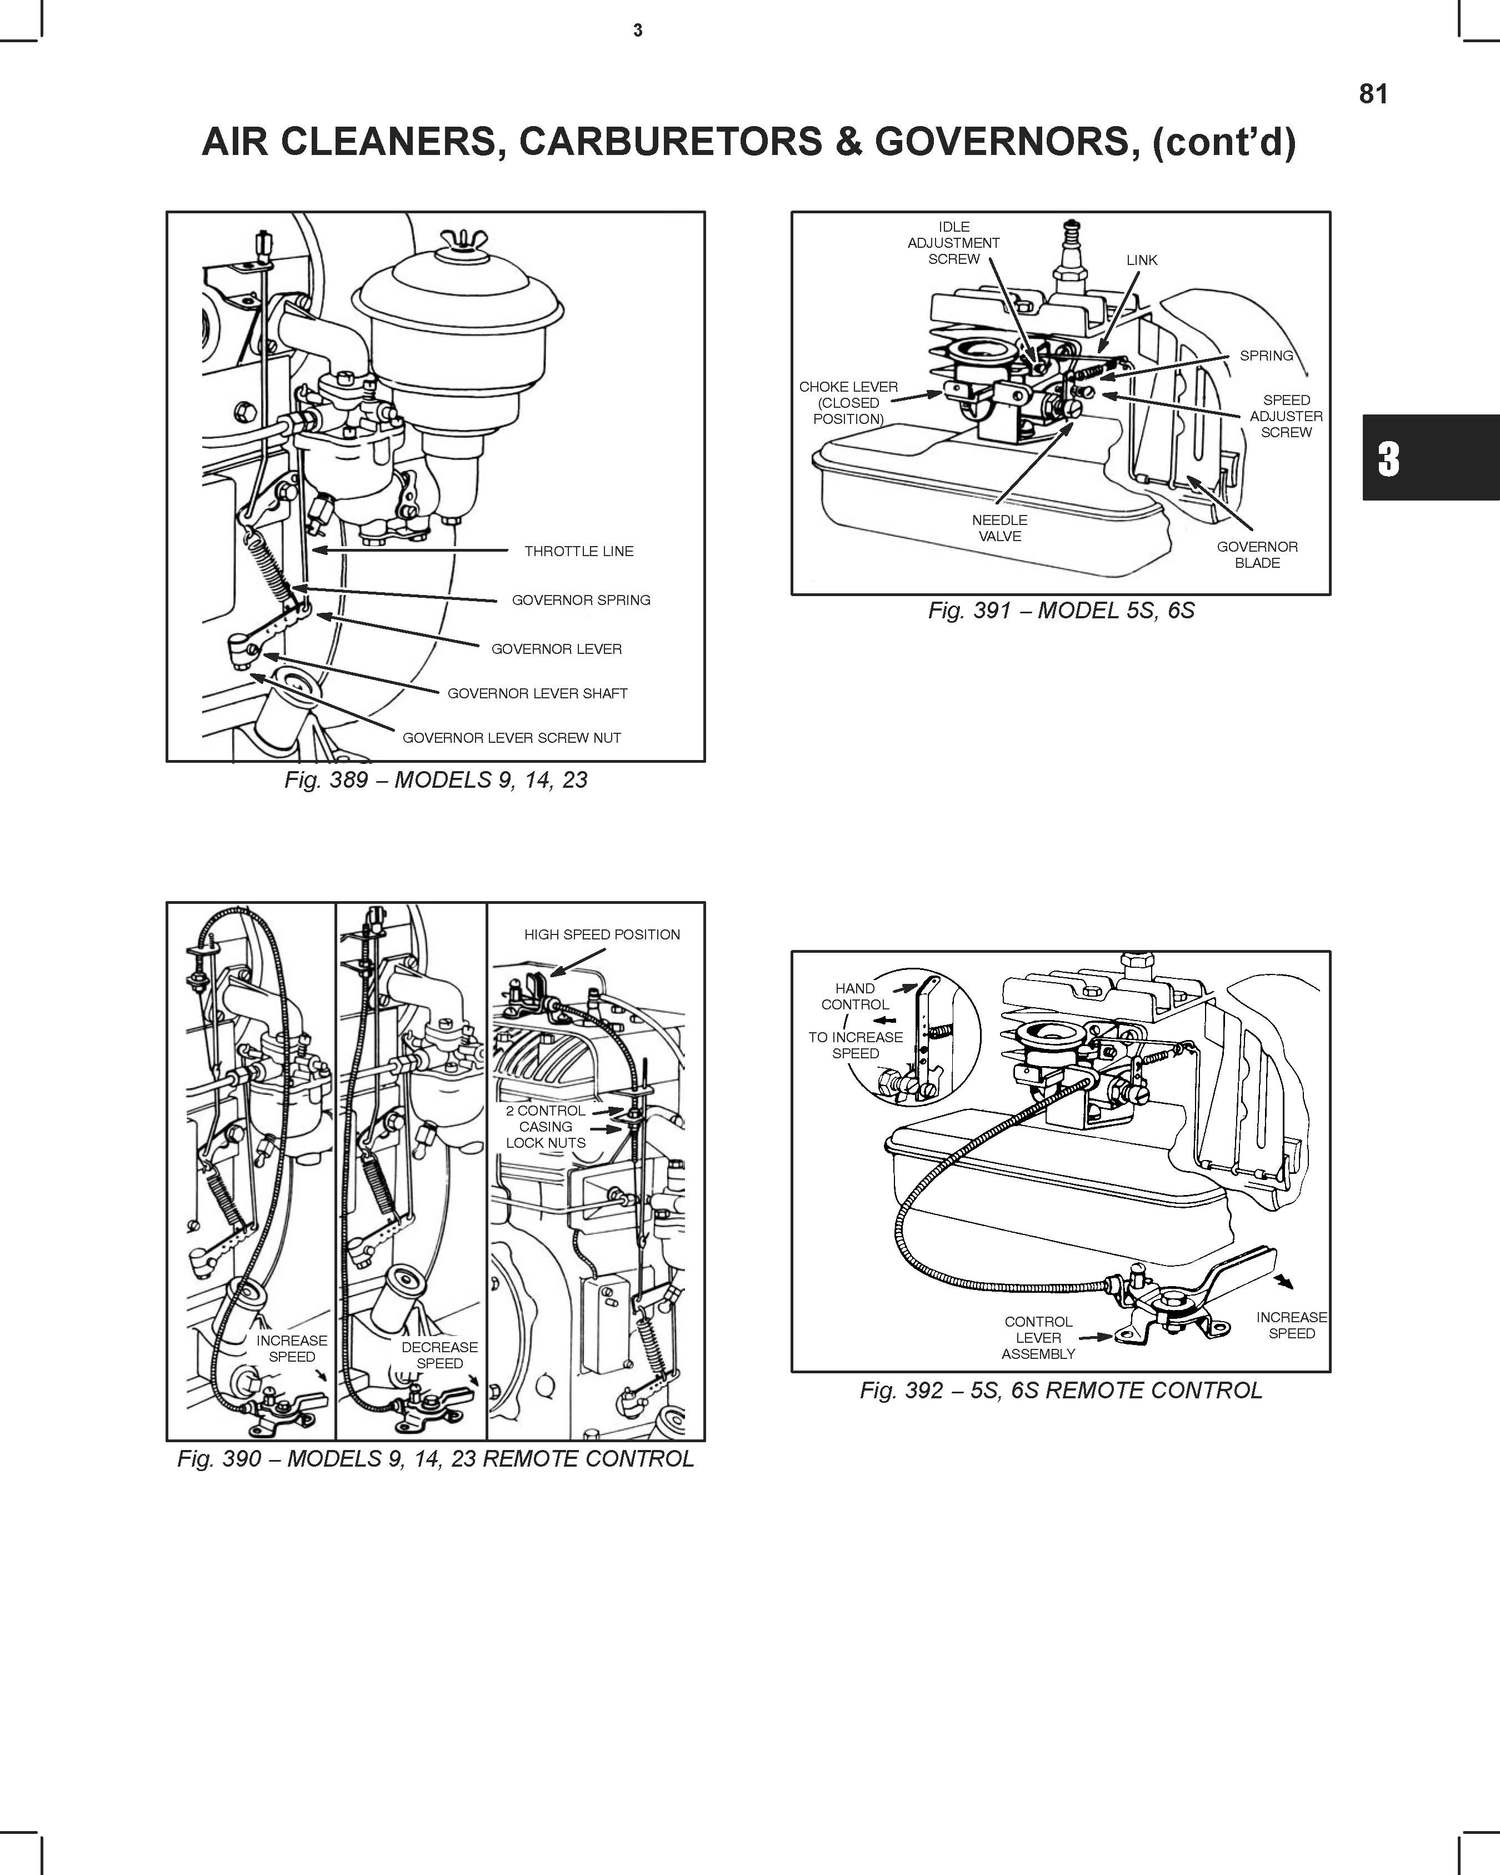 3
81
AIR CLEANERS, CARBURETORS & GOVERNORS, (cont’d)
THROTTLE LINE
GOVERNOR SPRING
GOVERNOR LEVER
GOVERNOR LEVER SHAFT
GOVERNOR LEVER SCREW NUT
Fig. 389 – MODELS 9, 14, 23
IDLE
ADJUSTMENT
SCREW
LINK
SPRING
CHOKE LEVER
(CLOSED
POSITION)
SPEED
ADJUSTER
SCREW
NEEDLE
VALVE
GOVERNOR
BLADE
Fig. 391 – MODEL 5S, 6S
3
HIGH SPEED POSITION
2 CONTROL
CASING
LOCK NUTS
INCREASE
SPEED
DECREASE
SPEED
Fig. 390 – MODELS 9, 14, 23 REMOTE CONTROL
HAND
CONTROL
TO INCREASE
SPEED
CONTROL
LEVER
ASSEMBLY
INCREASE
SPEED
Fig. 392 – 5S, 6S REMOTE CONTROL